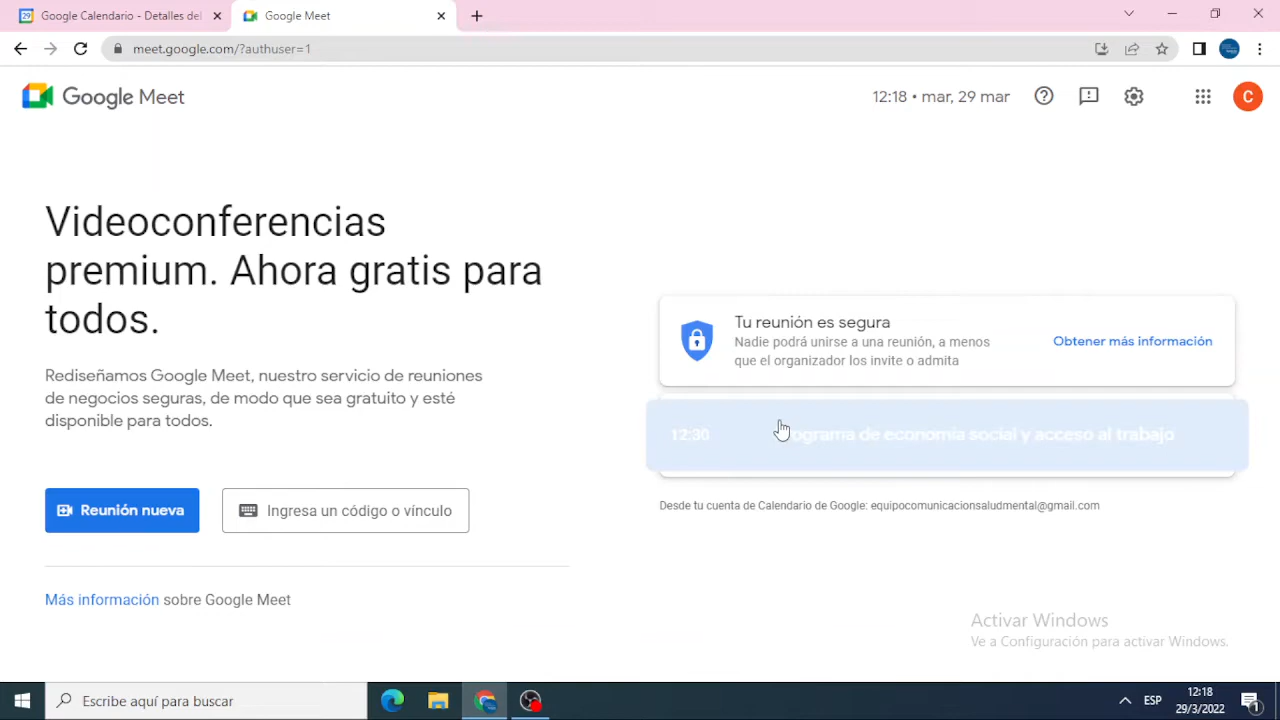 Google Calendario - Detalles del
Google Meet
meet.google.com/?authuser=1
Google Meet
12:18 • mar, 29 mar
C
Videoconferencias
premium. Ahora gratis para
todos.
Rediseñamos Google Meet, nuestro servicio de reuniones
de negocios seguras, de modo que sea gratuito y esté
disponible para todos.
Reunión nueva
Ingresa un código o vínculo
Más información sobre Google Meet
Tu reunión es segura
Nadie podrá unirse a una reunión, a menos
que el organizador los invite o admita
Obtener más información
12:30 de economía social y acceso al trabajo
Desde tu cuenta de Calendario de Google: equipocomunicacionsaludmental@gmail.com
Activar Windows
Ve a Configuración para activar Windows.
Escribe aquí para buscar
ESP
12:18
29/3/2022
1